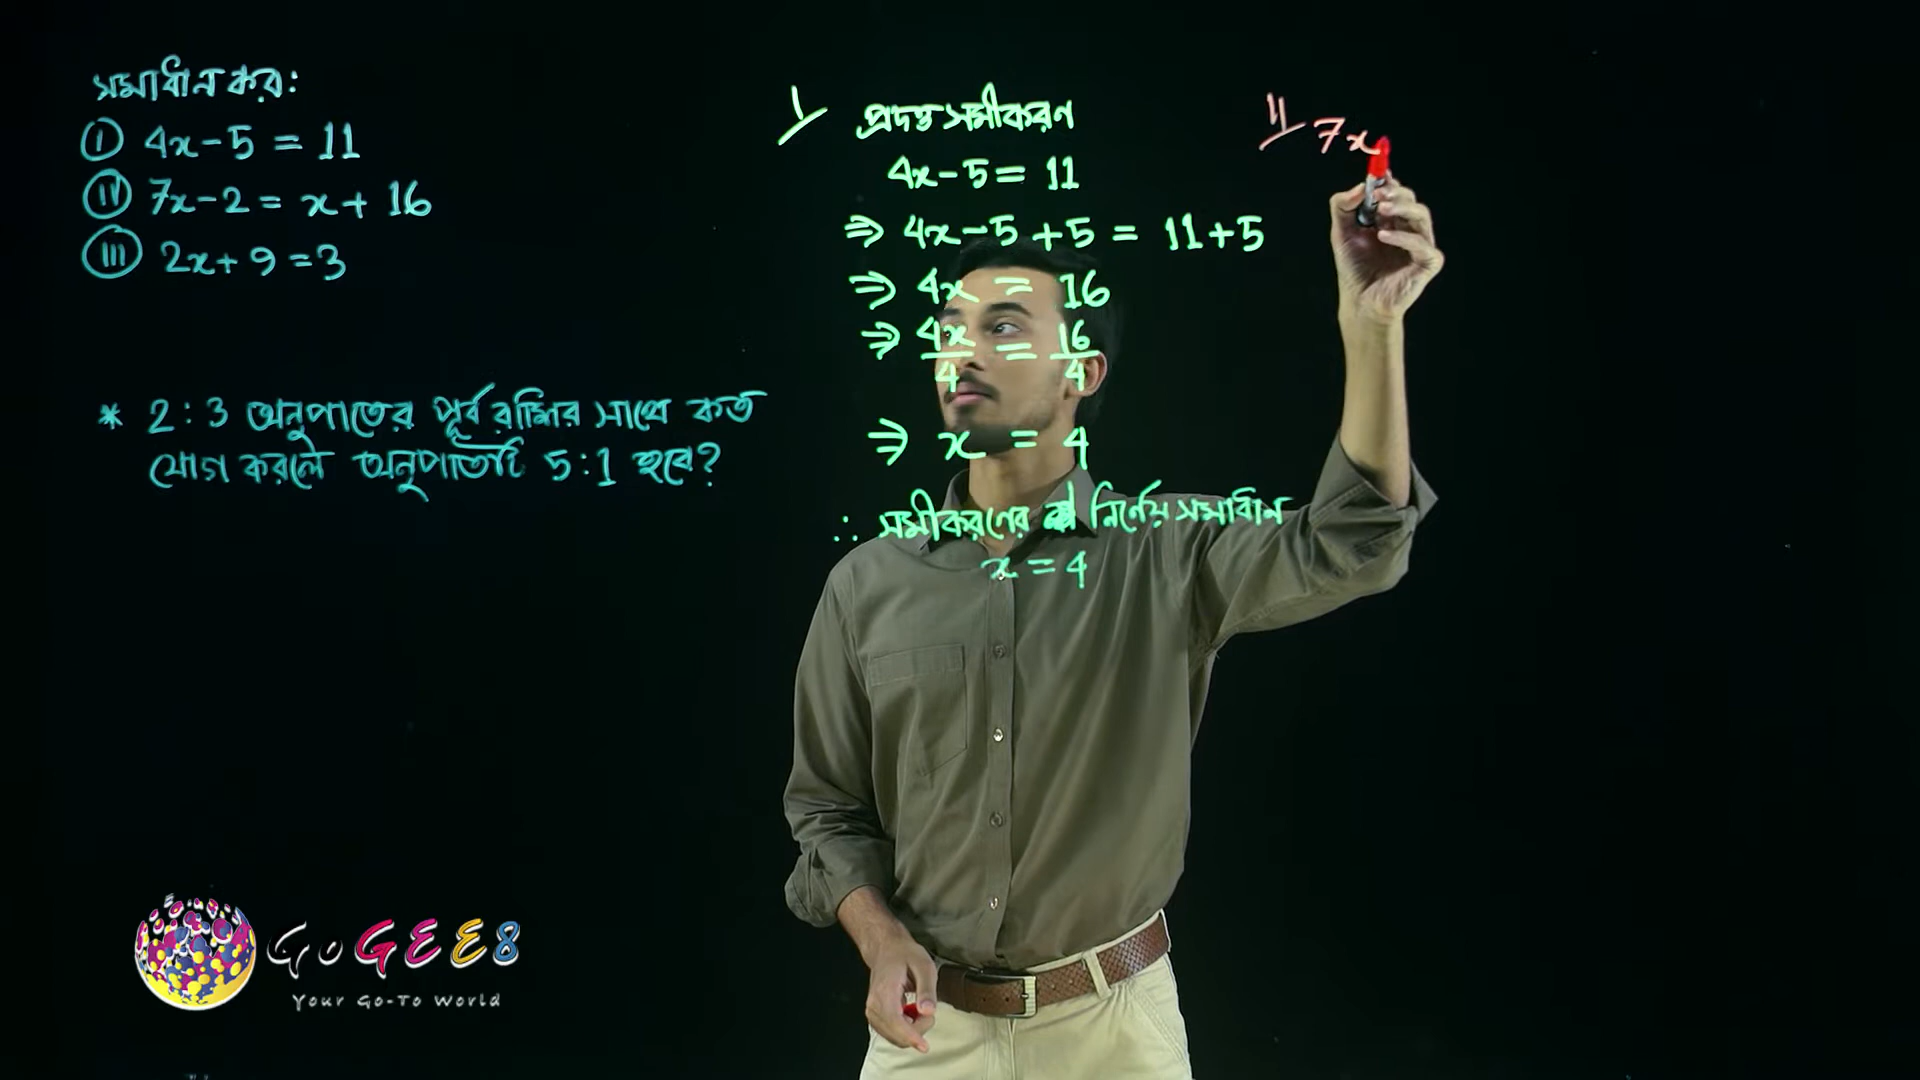 সমাধান কর:
i 4x-5 = 11
ii 7x-2 = x+ 16
iii 2x+9=3
* 2:3 অনুপাতের পূর্ব রাশির সাথে কত
যোগ করলে অনুপাতটি 5:1 হবে?
i প্রদত্ত সমীকরণ
4x-5= 11
⇒ 4x-5+5 = 11+5
⇒ 4x = 16
⇒ 4x/4 = 16/4
⇒ x = 4
∴ সমীকরণের নির্ণেয় সমাধান
x = 4
ii 7x
GoGEE8
Your Go-To World